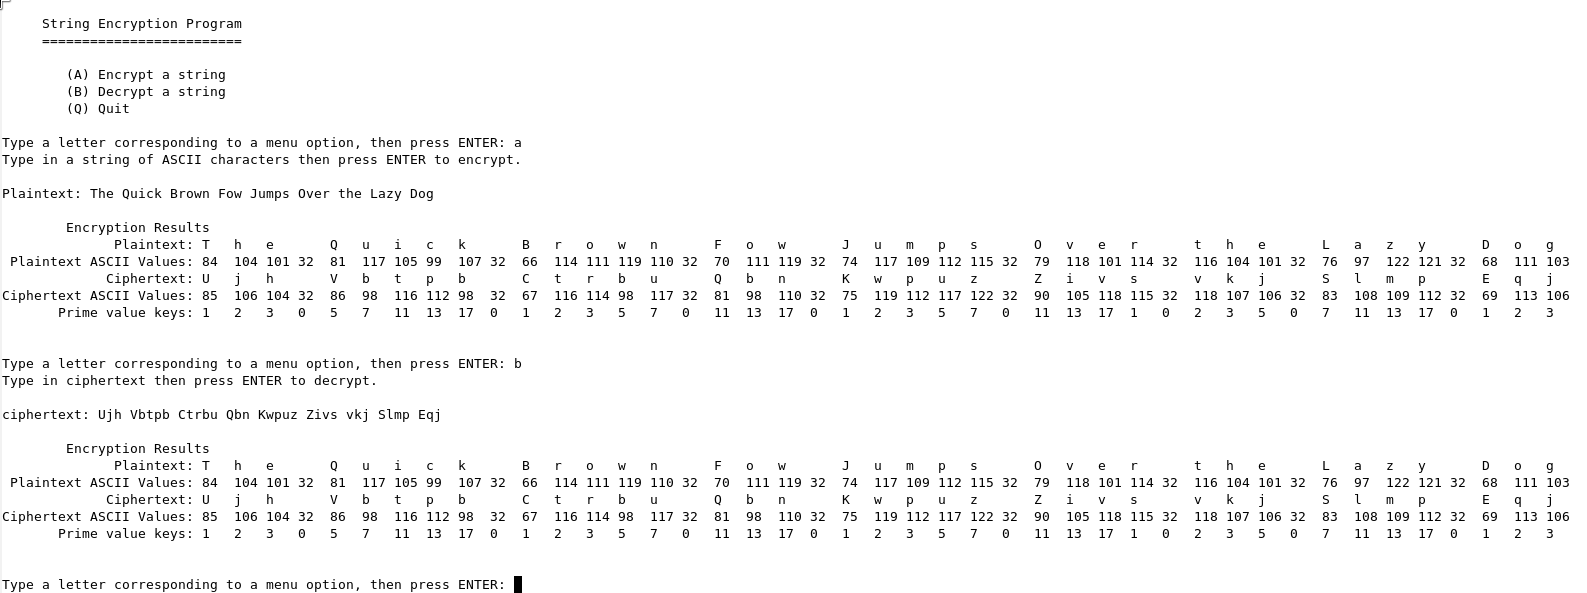 String Encryption Program
=========================
(A) Encrypt a string
(B) Decrypt a string
(Q) Quit
Type a letter corresponding to a menu option, then press ENTER: a
Type in a string of ASCII characters then press ENTER to encrypt.
Plaintext: The Quick Brown Fow Jumps Over the Lazy Dog
Encryption Results
Plaintext: T h e Q u i c k B r o w n F o w J u m p s O v e r t h e L a z y D o g
Plaintext ASCII Values: 84 104 101 32 81 117 105 99 107 32 66 114 111 119 110 32 70 111 119 32 74 117 109 112 115 32 79 118 101 114 32 116 104 101 32 76 97 122 121 32 68 111 103
Ciphertext: U j h V b t p b C t r b u Q b n K w p u z Z i v s v k j S l m p E q j
Ciphertext ASCII Values: 85 106 104 32 86 98 116 112 98 32 67 116 114 98 117 32 81 98 110 32 75 119 112 117 122 32 90 105 118 115 32 118 107 106 32 83 108 109 112 32 69 113 106
Prime value keys: 1 2 3 0 5 7 11 13 17 0 1 2 3 5 7 0 11 13 17 0 1 2 3 5 7 0 11 13 17 1 0 2 3 5 0 7 11 13 17 0 1 2 3
Type a letter corresponding to a menu option, then press ENTER: b
Type in ciphertext then press ENTER to decrypt.
ciphertext: Ujh Vbtpb Ctrbu Qbn Kwpuz Zivs vkj Slmp Eqj
Encryption Results
Plaintext: T h e Q u i c k B r o w n F o w J u m p s O v e r t h e L a z y D o g
Plaintext ASCII Values: 84 104 101 32 81 117 105 99 107 32 66 114 111 119 110 32 70 111 119 32 74 117 109 112 115 32 79 118 101 114 32 116 104 101 32 76 97 122 121 32 68 111 103
Ciphertext: U j h V b t p b C t r b u Q b n K w p u z Z i v s v k j S l m p E q j
Ciphertext ASCII Values: 85 106 104 32 86 98 116 112 98 32 67 116 114 98 117 32 81 98 110 32 75 119 112 117 122 32 90 105 118 115 32 118 107 106 32 83 108 109 112 32 69 113 106
Prime value keys: 1 2 3 0 5 7 11 13 17 0 1 2 3 5 7 0 11 13 17 0 1 2 3 5 7 0 11 13 17 1 0 2 3 5 0 7 11 13 17 0 1 2 3
Type a letter corresponding to a menu option, then press ENTER: